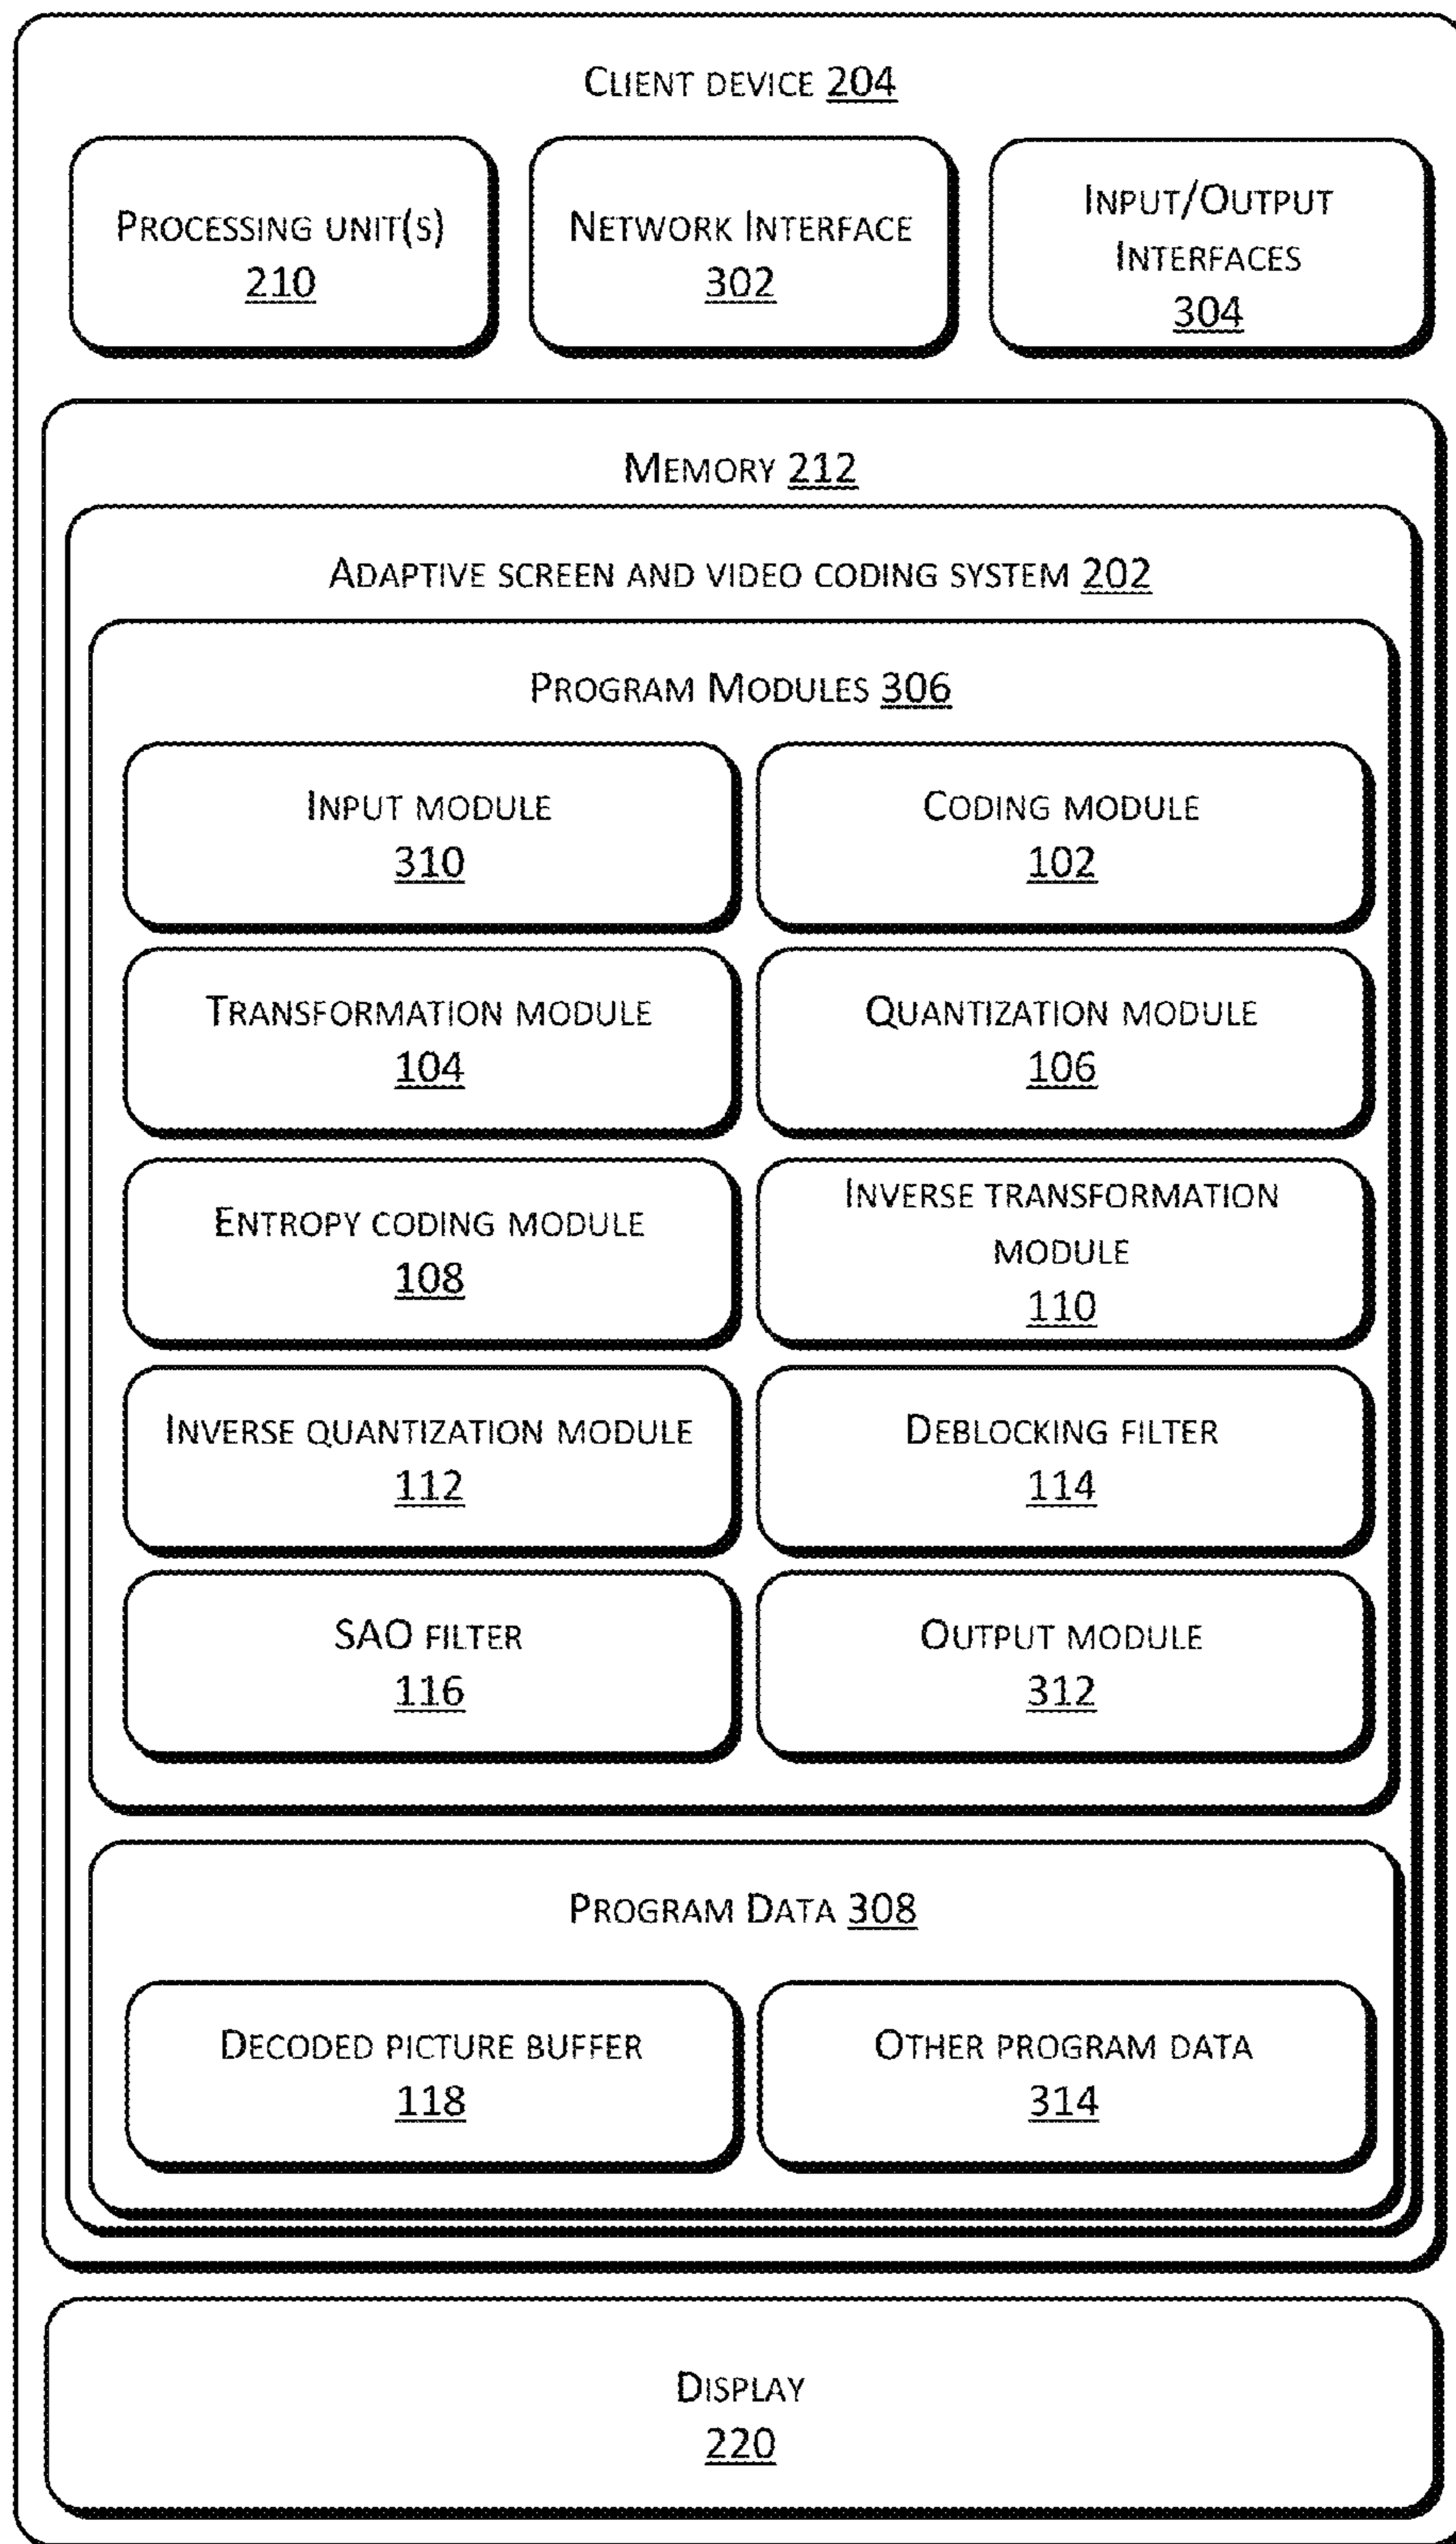 CLIENT DEVICE 204
PROCESSING UNIT(S)
210
NETWORK INTERFACE
302
INPUT/OUTPUT
INTERFACES
304
MEMORY 212
ADAPTIVE SCREEN AND VIDEO CODING SYSTEM 202
PROGRAM MODULES 306
INPUT MODULE
310
CODING MODULE
102
TRANSFORMATION MODULE
104
QUANTIZATION MODULE
106
ENTROPY CODING MODULE
108
INVERSE TRANSFORMATION
MODULE
110
INVERSE QUANTIZATION MODULE
112
DEBLOCKING FILTER
114
SAO FILTER
116
OUTPUT MODULE
312
PROGRAM DATA 308
DECODED PICTURE BUFFER
118
OTHER PROGRAM DATA
314
DISPLAY
220